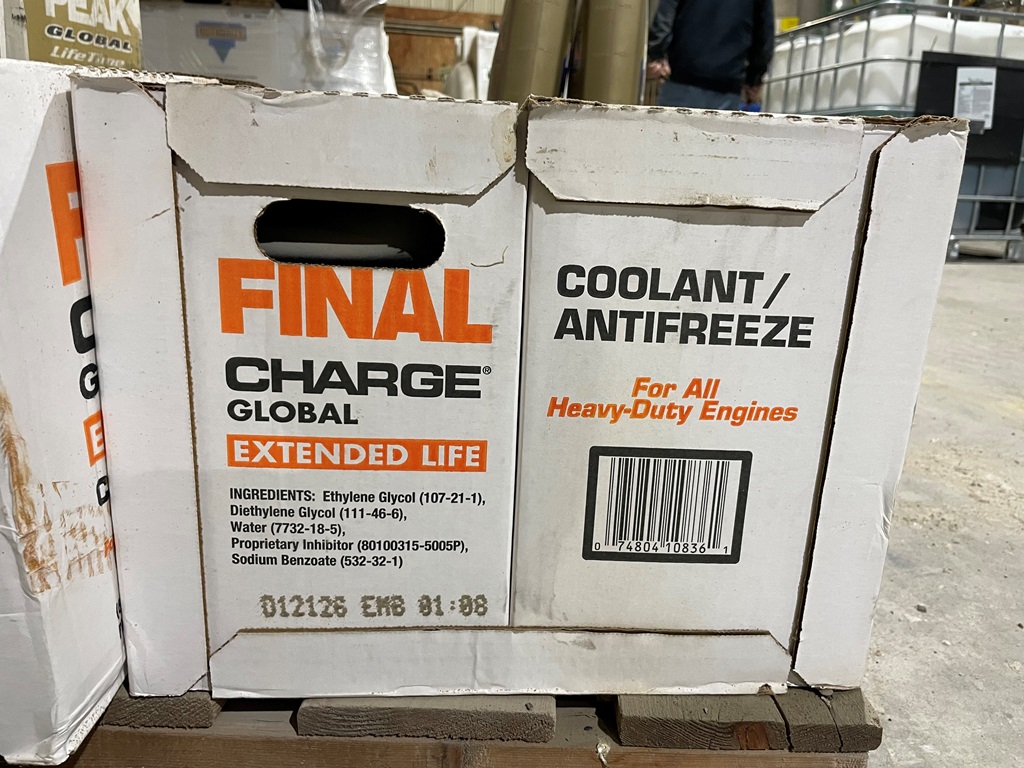 PEAK
GLOBAL
LifeTime
FINAL
CHARGE®
GLOBAL
EXTENDED LIFE
INGREDIENTS: Ethylene Glycol (107-21-1),
Diethylene Glycol (111-46-6),
Water (7732-18-5),
Proprietary Inhibitor (80100315-5005P),
Sodium Benzoate (532-32-1)
012126 EMB 01:08
COOLANT/
ANTIFREEZE
For All
Heavy-Duty Engines
0 74804 10836 1